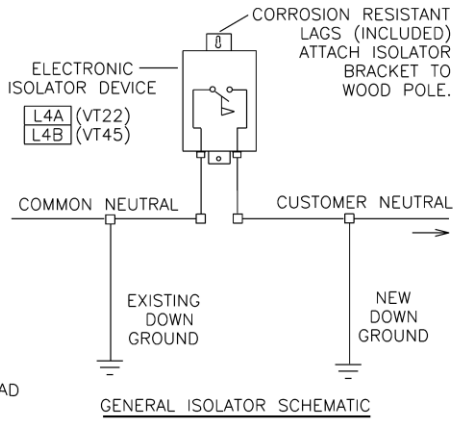 CORROSION RESISTANT
LAGS (INCLUDED)
ATTACH ISOLATOR
BRACKET TO
WOOD POLE.
ELECTRONIC
ISOLATOR DEVICE
L4A (VT22)
L4B (VT45)
COMMON NEUTRAL
CUSTOMER NEUTRAL
EXISTING
DOWN
GROUND
NEW
DOWN
GROUND
AD
GENERAL ISOLATOR SCHEMATIC